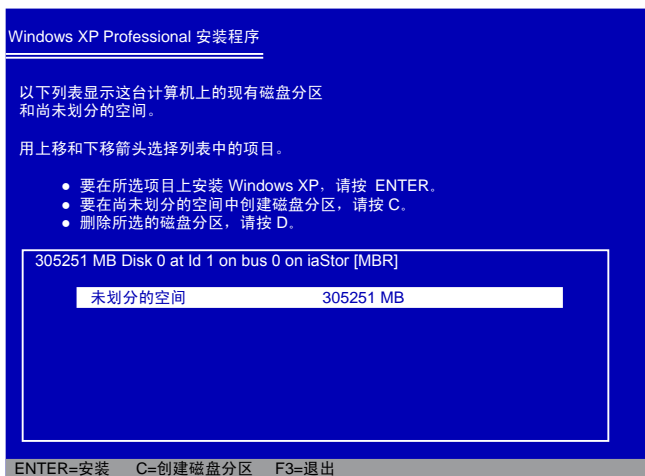 Windows XP Professional 安装程序
以下列表显示这台计算机上的现有磁盘分区
和尚未划分的空间。
用上移和下移箭头选择列表中的项目。
● 要在所选项目上安装 Windows XP，请按 ENTER。
● 要在尚未划分的空间中创建磁盘分区，请按 C。
● 删除所选的磁盘分区，请按 D。
305251 MB Disk 0 at Id 1 on bus 0 on iaStor [MBR]
未划分的空间 305251 MB
ENTER=安装 C=创建磁盘分区 F3=退出